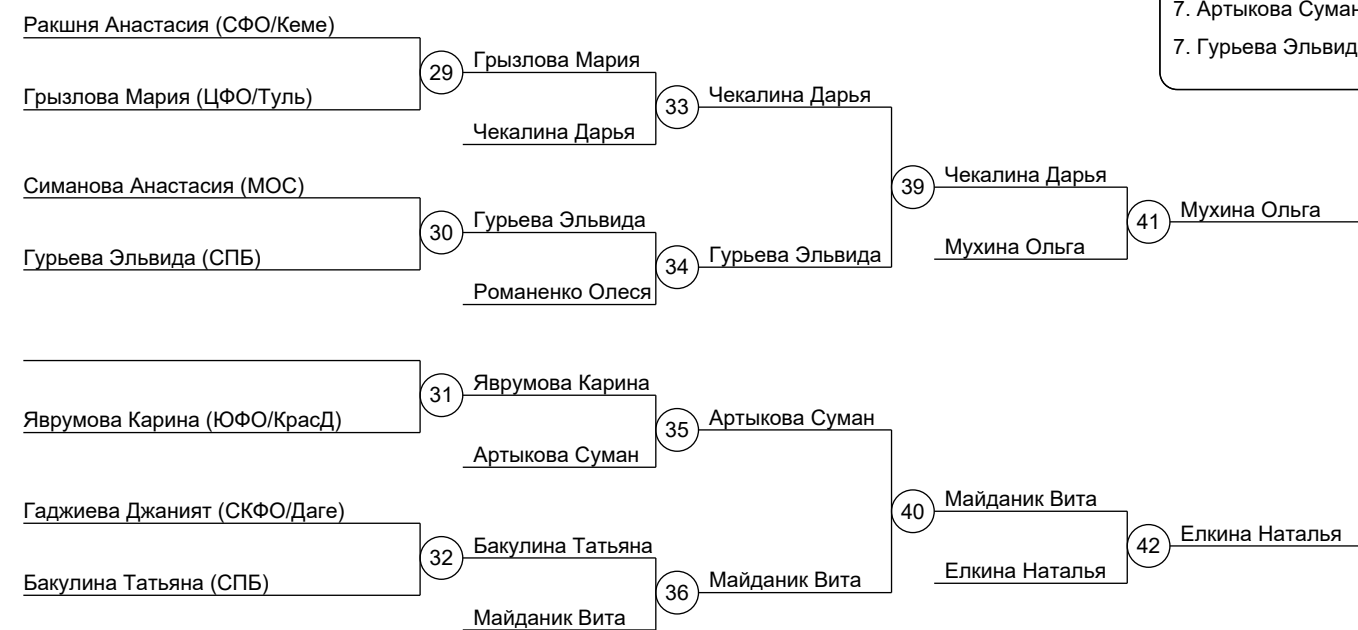 7. Артыкова Суман
7. Гурьева Эльвид
Ракшня Анастасия (СФО/Кеме)
29
Грызлова Мария
Грызлова Мария (ЦФО/Туль)
33
Чекалина Дарья
Чекалина Дарья
Симанова Анастасия (МОС)
39
Чекалина Дарья
30
Гурьева Эльвида
41
Мухина Ольга
Гурьева Эльвида (СПБ)
34
Гурьева Эльвида
Мухина Ольга
Романенко Олеся
31
Яврумова Карина
Яврумова Карина (ЮФО/КрасД)
35
Артыкова Суман
Артыкова Суман
Гаджиева Джаният (СКФО/Даге)
40
Майданик Вита
32
Бакулина Татьяна
42
Елкина Наталья
Бакулина Татьяна (СПБ)
36
Майданик Вита
Елкина Наталья
Майданик Вита